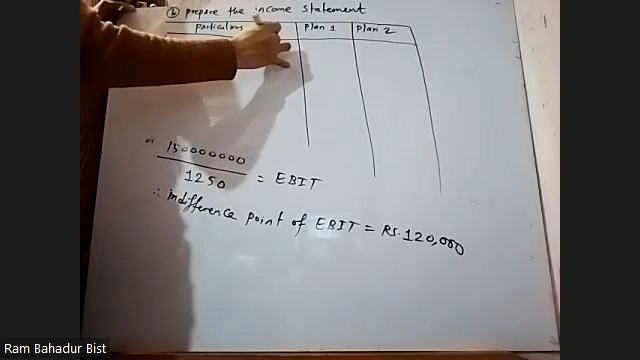 (b) prepare the income statement
particulars plan 1 plan 2
or 150000000
1250 = EBIT
∴ indifference point of EBIT = Rs. 120,000
Ram Bahadur Bist